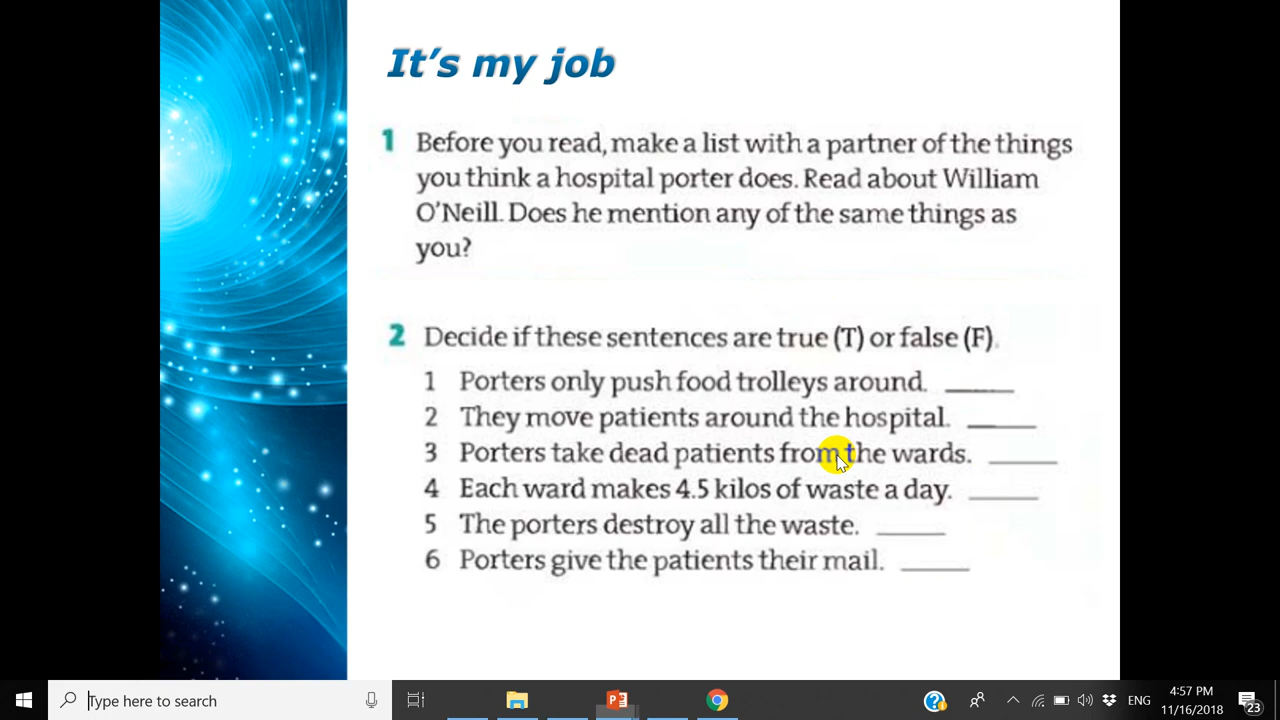 It's my job
1 Before you read, make a list with a partner of the things
you think a hospital porter does. Read about William
O'Neill. Does he mention any of the same things as
you?
2 Decide if these sentences are true (T) or false (F).
1 Porters only push food trolleys around. ______
2 They move patients around the hospital. ______
3 Porters take dead patients from the wards. ______
4 Each ward makes 4.5 kilos of waste a day. ______
5 The porters destroy all the waste. ______
6 Porters give the patients their mail. ______
Type here to search
ENG
4:57 PM
11/16/2018
23